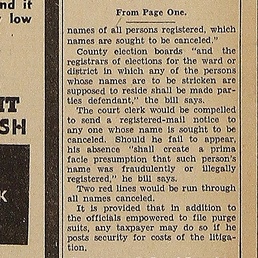 nd it
r low
From Page One.
names of all persons registered, which
names are sought to be canceled."
County election boards "and the
registrars of elections for the ward or
district in which any of the persons
whose names are to be stricken are
supposed to reside shall be made par-
ties defendant," the bill says.
The court clerk would be compelled
to send a registered-mail notice to
any one whose name is sought to be
canceled. Should he fail to appear,
his absence "shall create a prima
facie presumption that such person's
name was fraudulently or illegally
registered," he bill says.
Two red lines would be run through
all names canceled.
It is provided that in addition to
the officials empowered to file purge
suits, any taxpayer may do so if he
posts security for costs of the litiga-
tion.
IT
SH
K